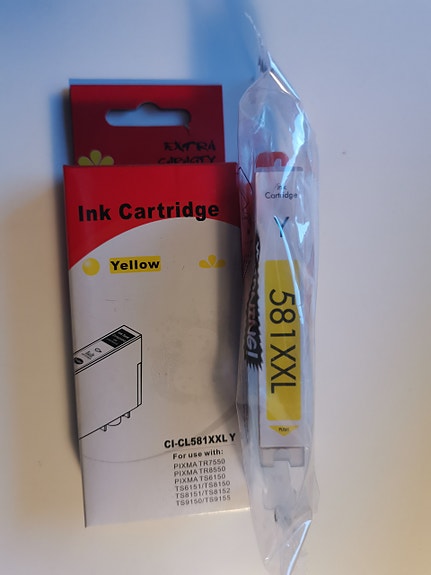 EXTRA
CAPACITY
Ink Cartridge
Yellow
CI-CL581XXL Y
For use with:
PIXMA TR7550
PIXMA TR8550
PIXMA TS6150
TS6151/TS8150
TS8151/TS8152
TS9150/TS9155
Ink
Cartridge
Y
581XXL